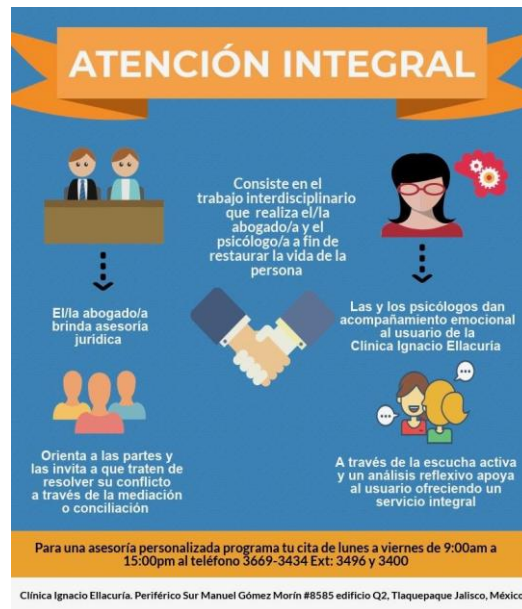 ATENCIÓN INTEGRAL
Consiste en el
trabajo interdisciplinario
que realiza el/la
abogado/a y el
psicólogo/a a fin de
restaurar la vida de la
persona
El/la abogado/a
brinda asesoría
juridica
Orienta a las partes y
las invita a que traten de
resolver su conflicto
a través de la mediación
o conciliación
Las y los psicólogos dan
acompañamiento emocional
al usuario de la
Clinica Ignacio Ellacuría
A través de la escucha activa
y un análisis reflexivo apoya
al usuario ofreciendo un
servicio integral
Para una asesoría personalizada programa tu cita de lunes a viernes de 9:00am a
15:00pm al teléfono 3669-3434 Ext: 3496 y 3400
Clínica Ignacio Ellacuría. Periférico Sur Manuel Gómez Morín #8585 edificio Q2, Tlaquepaque Jalisco, México